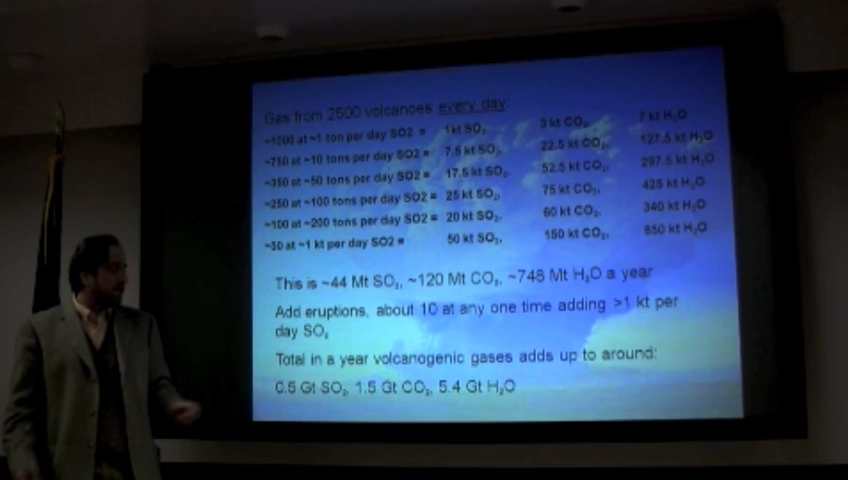 Gas from 2500 volcanoes every day:
~1000 at ~1 ton per day SO2 = 1kt SO₂, 3 kt CO₂, 7 kt H₂O
~750 at ~10 tons per day SO2 = 7.5 kt SO₂, 22.5 kt CO₂, 127.5 kt H₂O
~350 at ~50 tons per day SO2 = 17.5 kt SO₂, 52.5 kt CO₂, 297.5 kt H₂O
~250 at ~100 tons per day SO2 = 25 kt SO₂, 75 kt CO₂, 425 kt H₂O
~100 at ~200 tons per day SO2 = 20 kt SO₂, 60 kt CO₂, 340 kt H₂O
~50 at ~1 kt per day SO2 = 50 kt SO₂, 150 kt CO₂, 850 kt H₂O
This is ~44 Mt SO₂, ~120 Mt CO₂, ~748 Mt H₂O a year
Add eruptions, about 10 at any one time adding >1 kt per
day SO₂
Total in a year volcanogenic gases adds up to around:
0.5 Gt SO₂, 1.5 Gt CO₂, 5.4 Gt H₂O